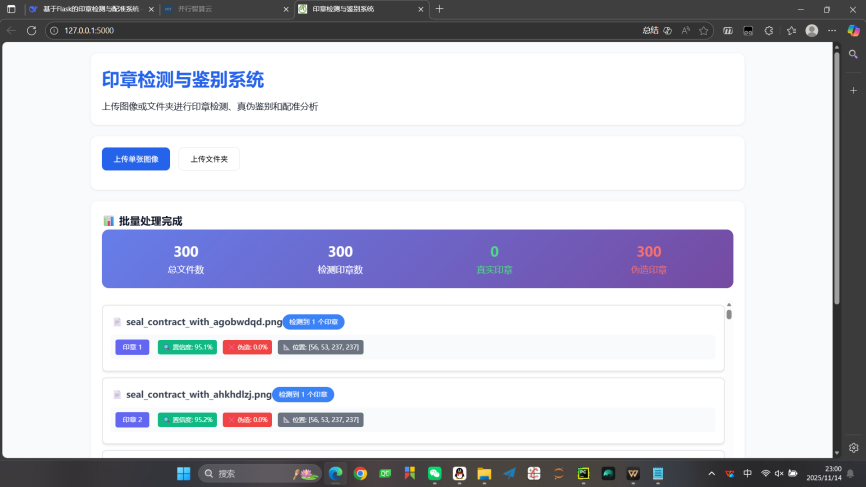 基于Flask的印章检测与配准系统
并行智算云
印章检测与鉴别系统
127.0.0.1:5000
总结
印章检测与鉴别系统
上传图像或文件夹进行印章检测、真伪鉴别和配准分析
上传单张图像
上传文件夹
批量处理完成
300
300
0
300
总文件数
检测印章数
真实印章
伪造印章
seal_contract_with_agobwdqd.png
检测到 1 个印章
印章 1
置信度: 95.1%
伪造: 0.0%
位置: [56, 53, 237, 237]
seal_contract_with_ahkhdlzj.png
检测到 1 个印章
印章 2
置信度: 95.2%
伪造: 0.0%
位置: [56, 53, 237, 237]
搜索
中
23:00
2025/11/14